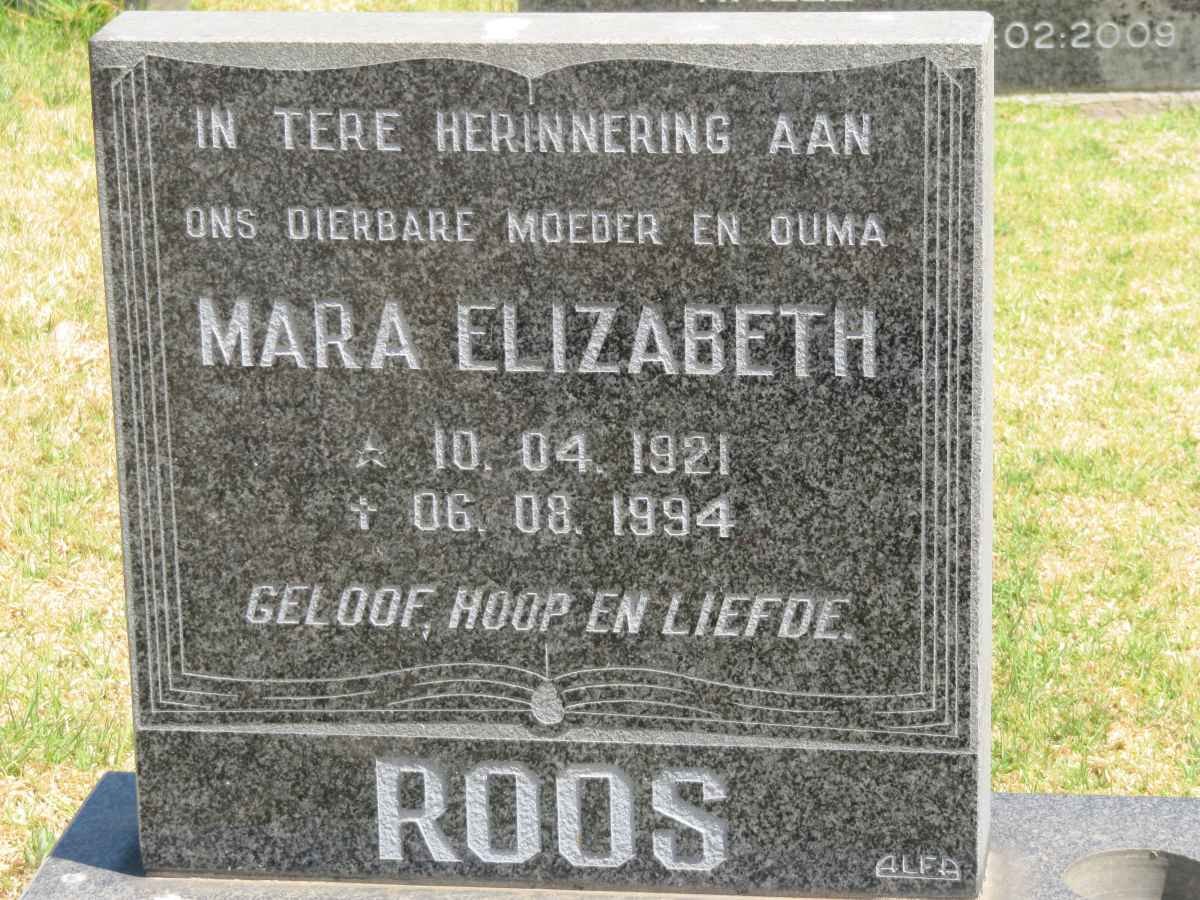 :02:2009
IN TERE HERINNERING AAN
ONS DIERBARE MOEDER EN OUMA
MARA ELIZABETH
☆ 10. 04. 1921
✝ 06. 08. 1994
GELOOF, HOOP EN LIEFDE.
ROOS
ALFA